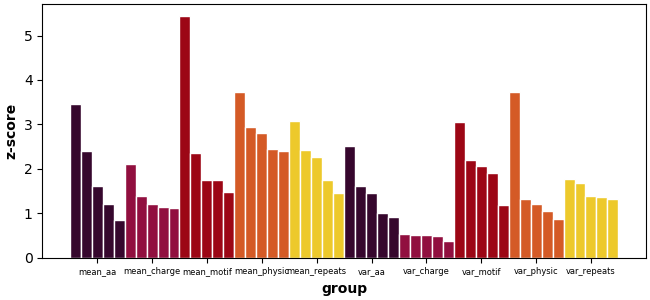 z-score
5
4
3
2
1
0
mean_aa mean_charge mean_motif mean_physic mean_repeats var_aa var_charge var_motif var_physic var_repeats
group